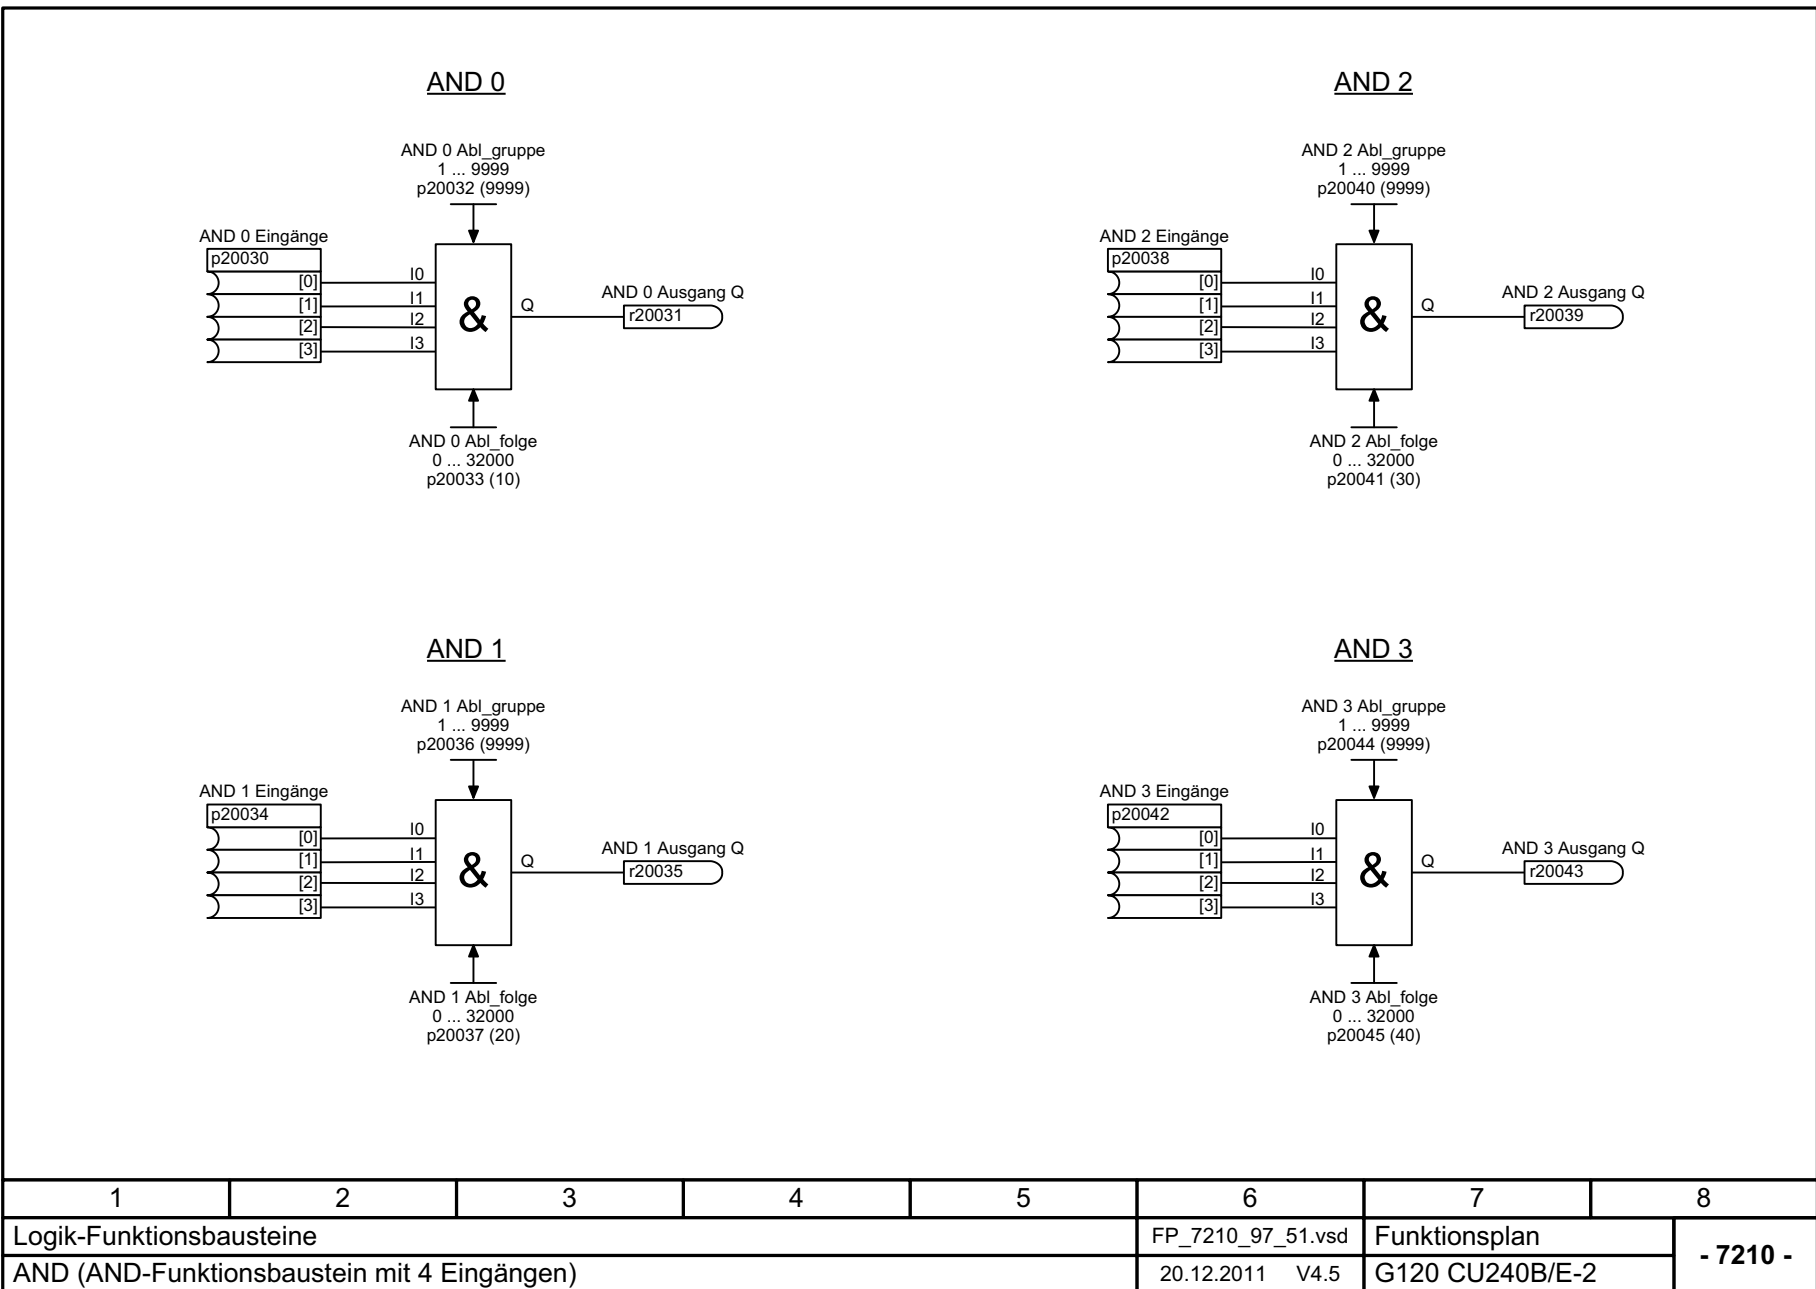 AND 0
AND 0 Abl_gruppe
1 ... 9999
p20032 (9999)
AND 0 Eingänge
p20030
[0] I0
[1] I1
[2] I2
[3] I3
&
Q
AND 0 Ausgang Q
r20031
AND 0 Abl_folge
0 ... 32000
p20033 (10)
AND 2
AND 2 Abl_gruppe
1 ... 9999
p20040 (9999)
AND 2 Eingänge
p20038
[0] I0
[1] I1
[2] I2
[3] I3
&
Q
AND 2 Ausgang Q
r20039
AND 2 Abl_folge
0 ... 32000
p20041 (30)
AND 1
AND 1 Abl_gruppe
1 ... 9999
p20036 (9999)
AND 1 Eingänge
p20034
[0] I0
[1] I1
[2] I2
[3] I3
&
Q
AND 1 Ausgang Q
r20035
AND 1 Abl_folge
0 ... 32000
p20037 (20)
AND 3
AND 3 Abl_gruppe
1 ... 9999
p20044 (9999)
AND 3 Eingänge
p20042
[0] I0
[1] I1
[2] I2
[3] I3
&
Q
AND 3 Ausgang Q
r20043
AND 3 Abl_folge
0 ... 32000
p20045 (40)
1 2 3 4 5 6 7 8
Logik-Funktionsbausteine FP_7210_97_51.vsd Funktionsplan
- 7210 -
AND (AND-Funktionsbaustein mit 4 Eingängen) 20.12.2011 V4.5 G120 CU240B/E-2